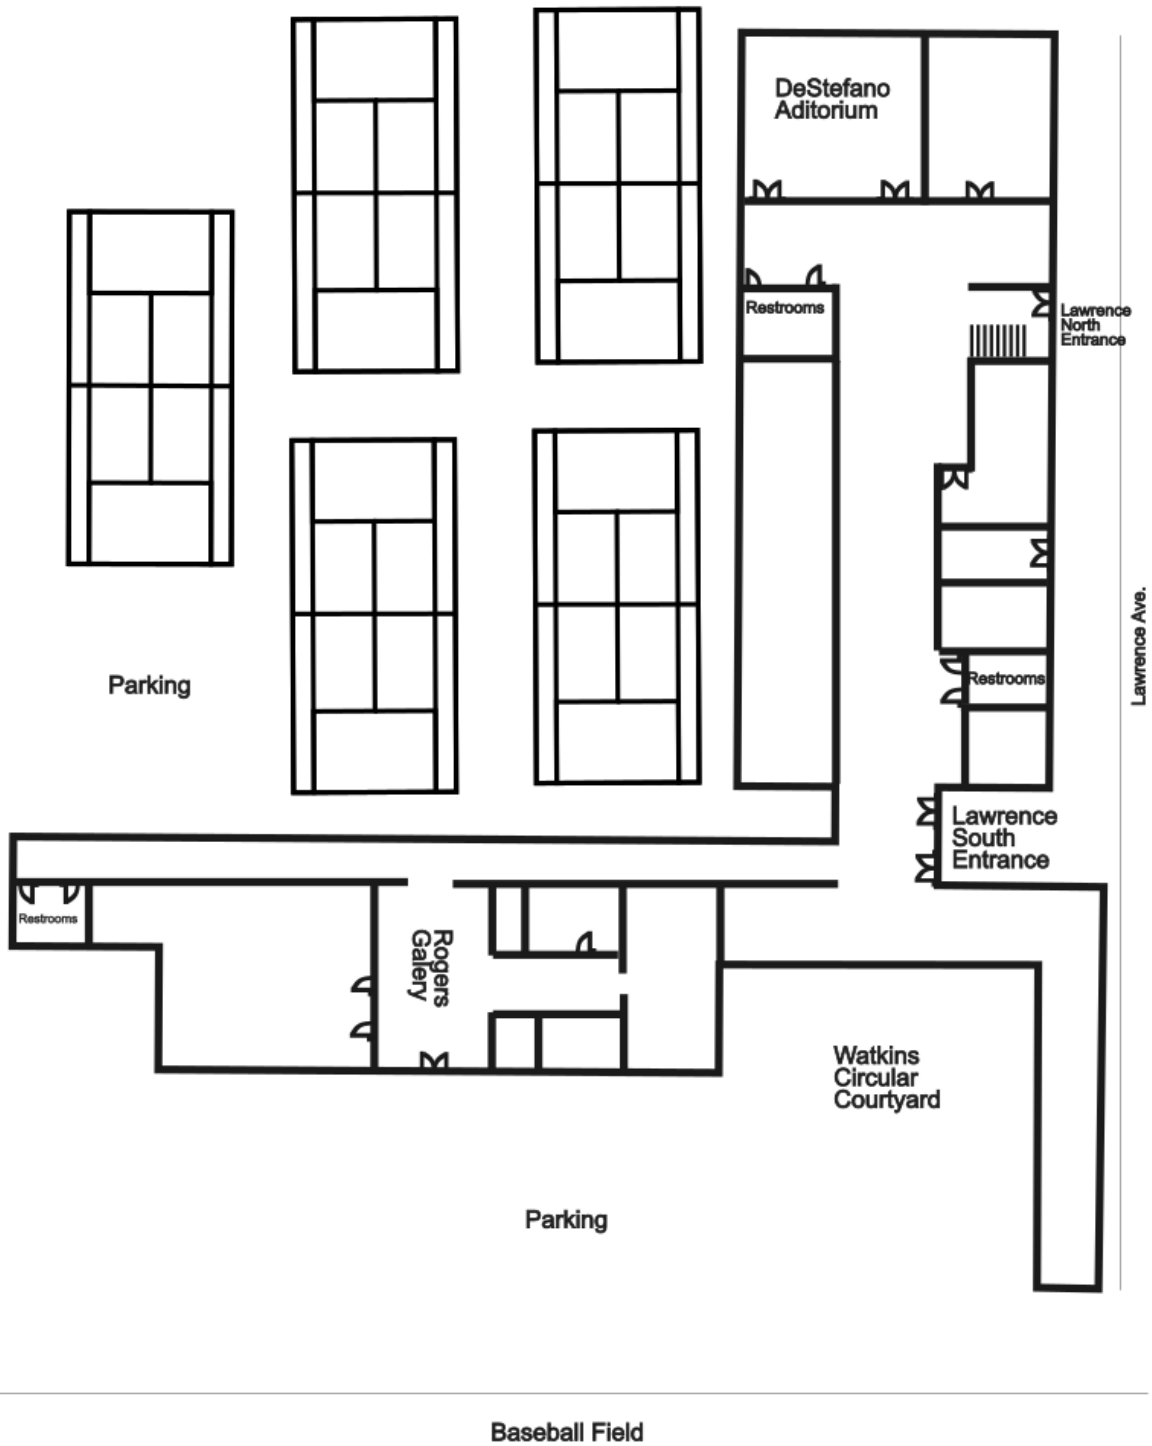 DeStefano
Aditorium
Restrooms
Lawrence
North
Entrance
Lawrence Ave.
Restrooms
Parking
Lawrence
South
Entrance
Restrooms
Rogers
Galery
Watkins
Circular
Courtyard
Parking
Baseball Field